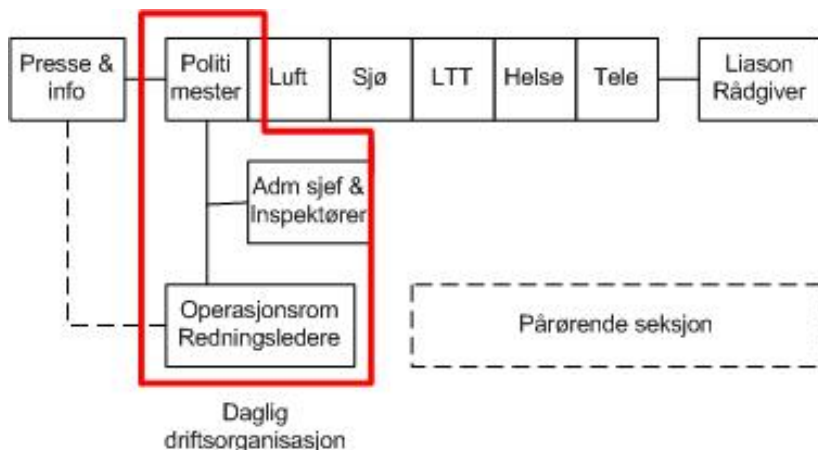 Presse &
info
Politi
mester
Luft
Sjø
LTT
Helse
Tele
Liason
Rådgiver
Adm sjef &
Inspektører
Operasjonsrom
Redningsledere
Pårørende seksjon
Daglig
driftsorganisasjon